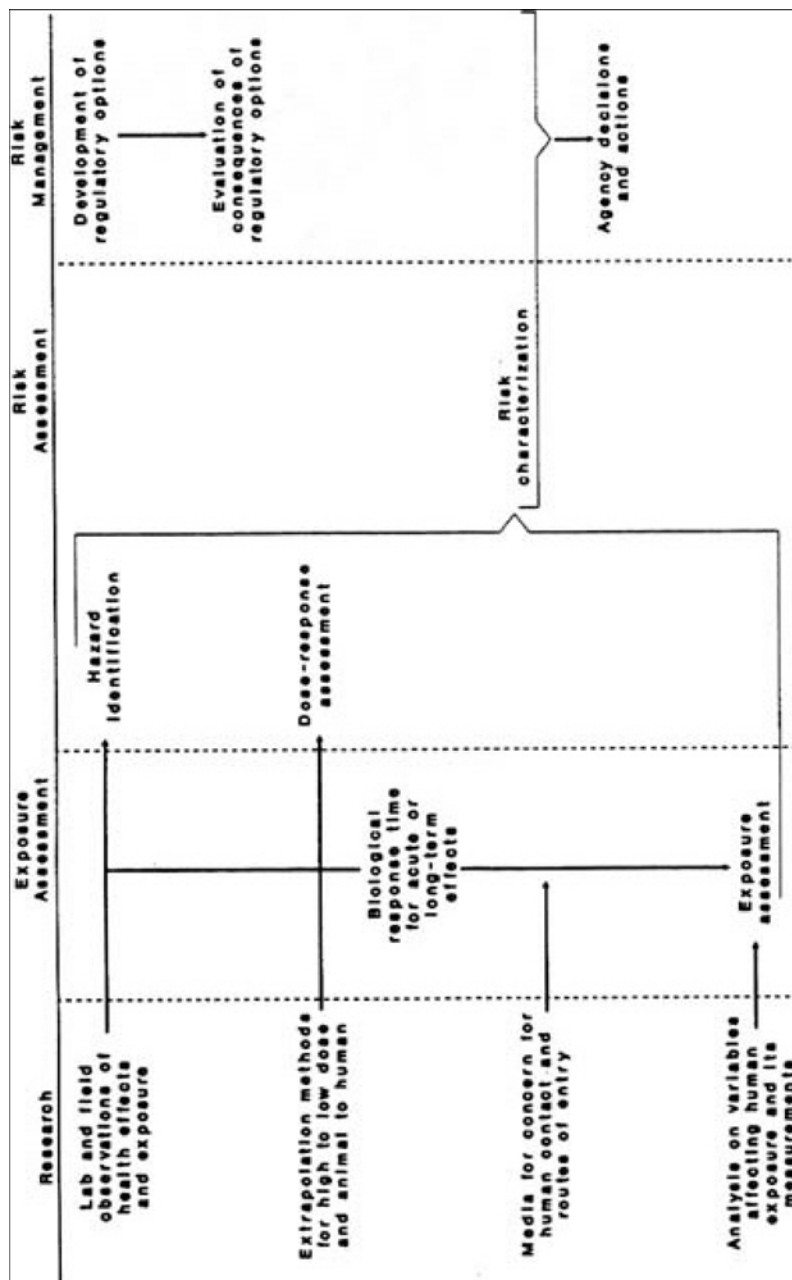 Research
Exposure
Assessment
Risk
Assessment
Risk
Management
Lab and field
observations of
health effects
and exposure
Hazard
Identification
Development of
regulatory options
Extrapolation methods
for high to low dose
and animal to human
Dose-response
assessment
Evaluation of
consequences of
regulatory options
Biological
response time
for acute or
long-term
effects
Media for concern for
human contact and
routes of entry
Risk
characterization
Agency decisions
and actions
Analysis on variables
affecting human
exposure and its
measurements
Exposure
assessment